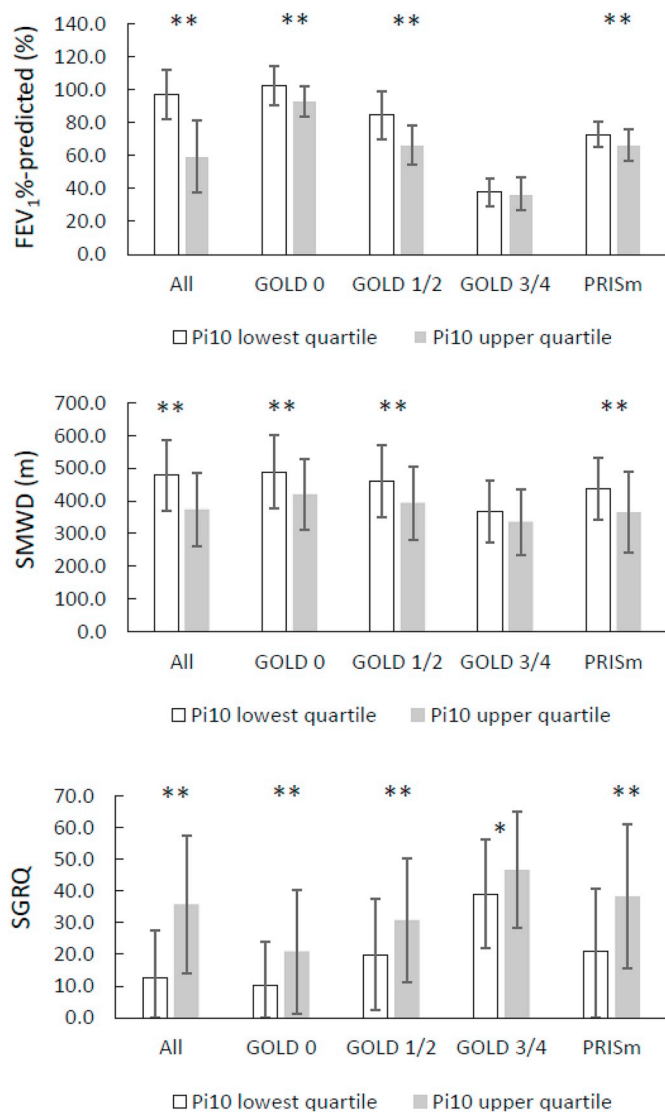 140.0
120.0
100.0
80.0
60.0
40.0
20.0
0.0
FEV1%-predicted (%)
** ** ** **
All GOLD 0 GOLD 1/2 GOLD 3/4 PRISm
Pi10 lowest quartile Pi10 upper quartile
700.0
600.0
500.0
400.0
300.0
200.0
100.0
0.0
SMWD (m)
** ** ** **
All GOLD 0 GOLD 1/2 GOLD 3/4 PRISm
Pi10 lowest quartile Pi10 upper quartile
70.0
60.0
50.0
40.0
30.0
20.0
10.0
0.0
SGRQ
** ** ** * **
All GOLD 0 GOLD 1/2 GOLD 3/4 PRISm
Pi10 lowest quartile Pi10 upper quartile